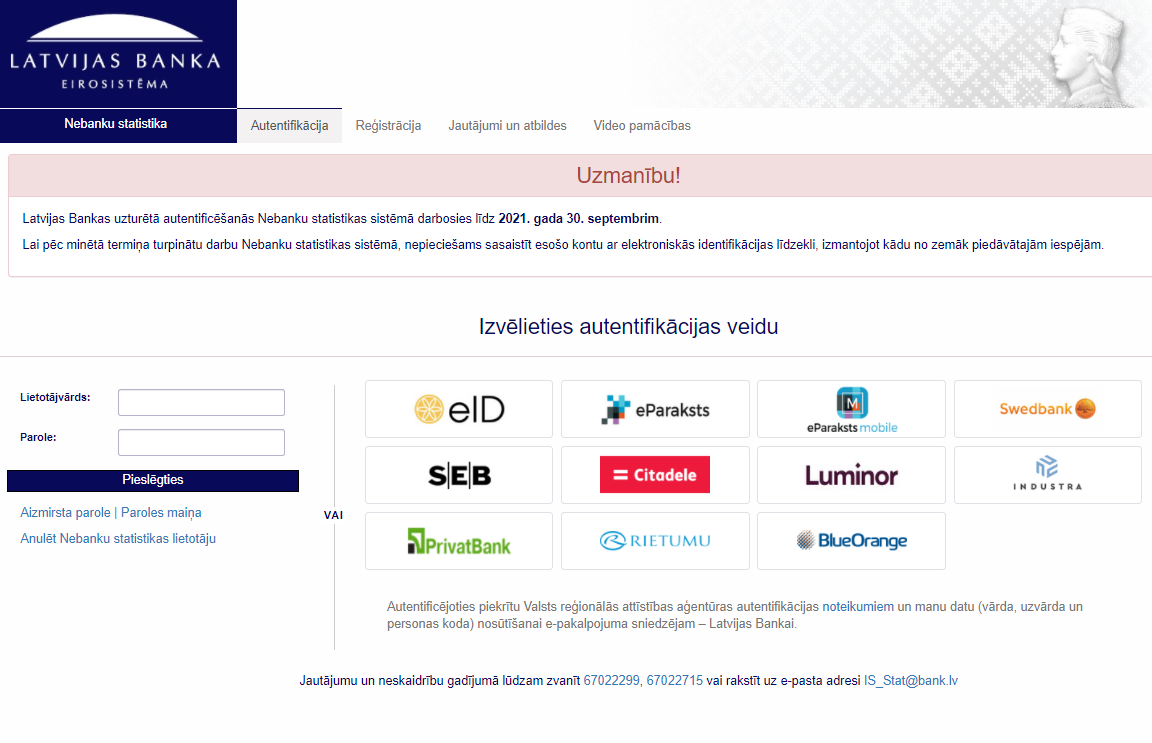 LATVIJAS BANKA
EIROSISTĒMA
Nebanku statistika
Autentifikācija
Reģistrācija
Jautājumi un atbildes
Video pamācības
Uzmanību!
Latvijas Bankas uzturētā autentificēšanās Nebanku statistikas sistēmā darbosies līdz 2021. gada 30. septembrim.
Lai pēc minētā termiņa turpinātu darbu Nebanku statistikas sistēmā, nepieciešams sasaistīt esošo kontu ar elektroniskās identifikācijas līdzekli, izmantojot kādu no zemāk piedāvātajām iespējām.
Izvēlieties autentifikācijas veidu
Lietotājvārds:
Parole:
Pieslēgties
Aizmirsta parole | Paroles maiņa
Anulēt Nebanku statistikas lietotāju
VAI
eID
eParaksts
M
eParaksts mobile
Swedbank
SEB
Citadele
Luminor
INDUSTRA
PrivatBank
RIETUMU
BlueOrange
Autentificējoties piekrītu Valsts reģionālās attīstības aģentūras autentifikācijas noteikumiem un manu datu (vārda, uzvārda un
personas koda) nosūtīšanai e-pakalpojuma sniedzējam – Latvijas Bankai.
Jautājumu un neskaidrību gadījumā lūdzam zvanīt 67022299, 67022715 vai rakstīt uz e-pasta adresi IS_Stat@bank.lv